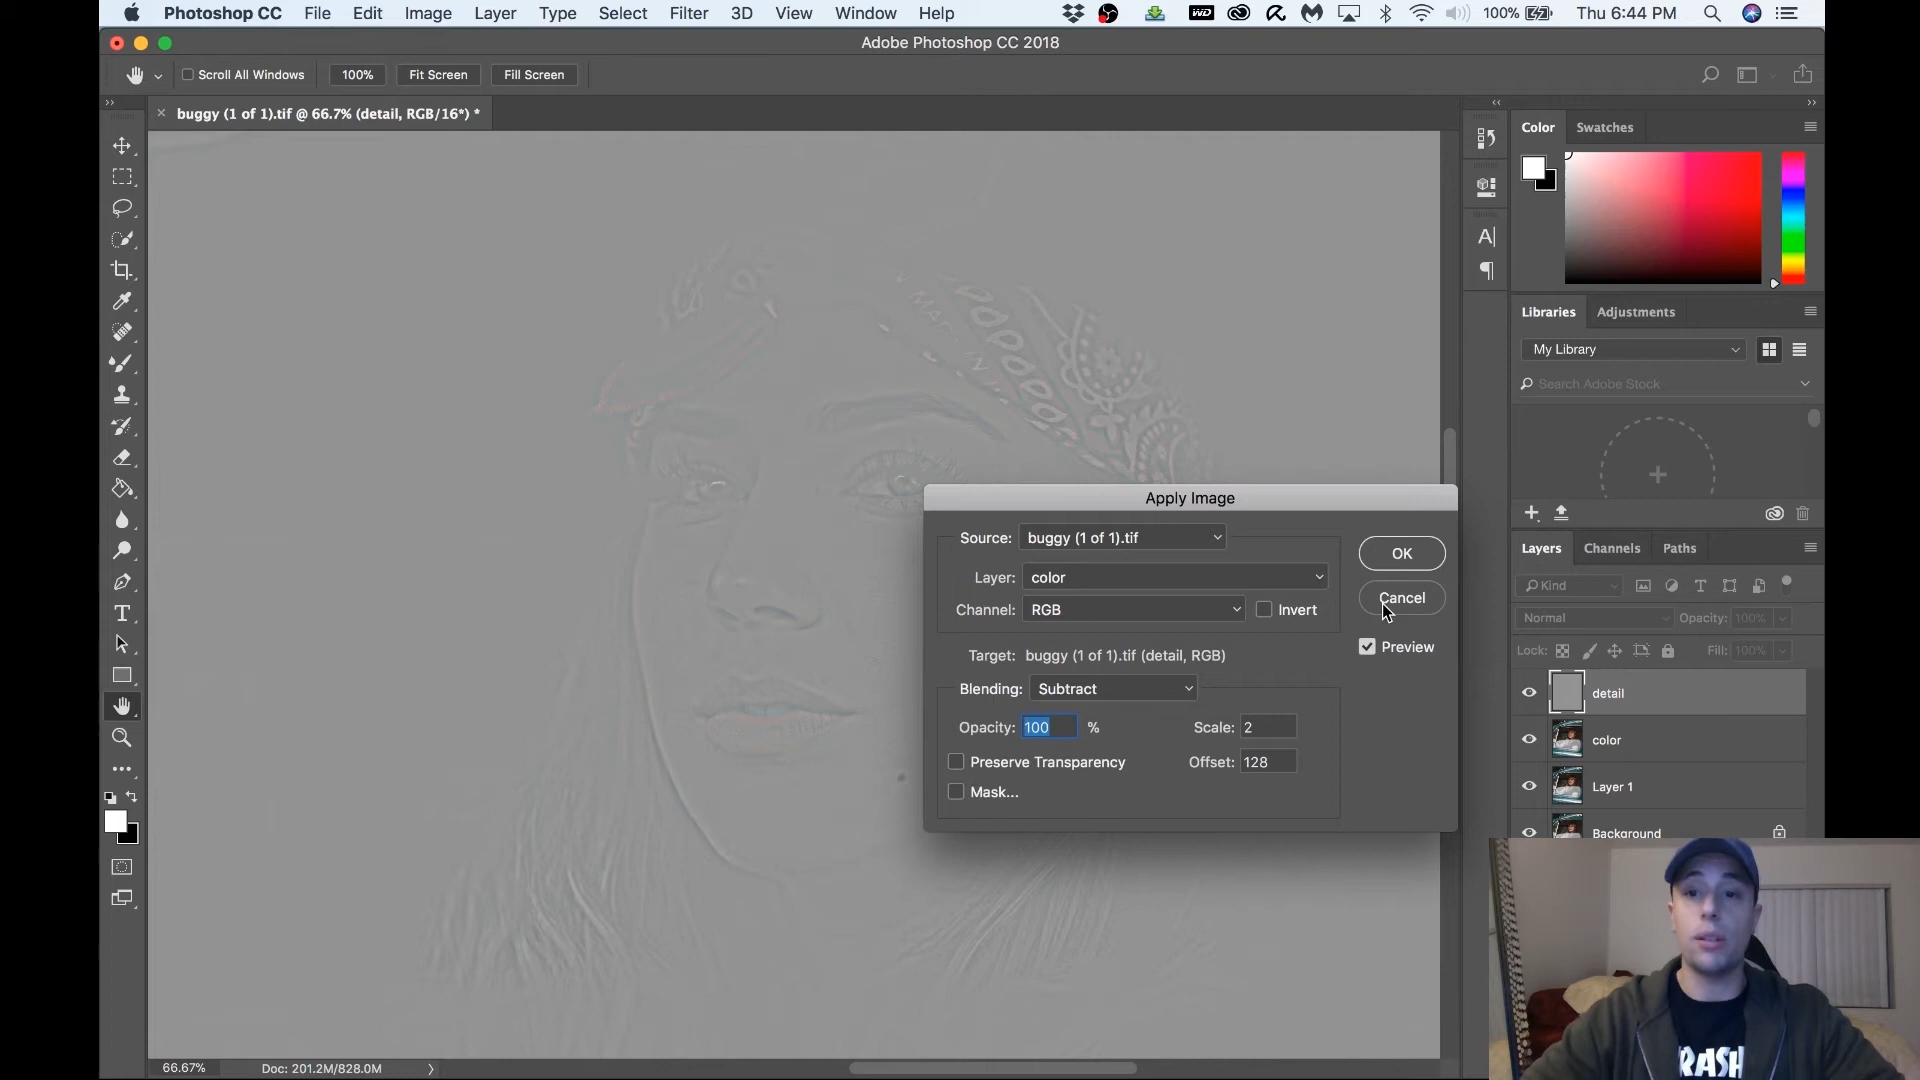 Photoshop CC File Edit Image Layer Type Select Filter 3D View Window Help WD 100% Thu 6:44 PM
Adobe Photoshop CC 2018
Scroll All Windows 100% Fit Screen Fill Screen
× buggy (1 of 1).tif @ 66.7% (detail, RGB/16*) *
Color Swatches
Libraries Adjustments
My Library
Search Adobe Stock
Apply Image
Source: buggy (1 of 1).tif
OK
Layer: color
Cancel
Channel: RGB Invert
Preview
Target: buggy (1 of 1).tif (detail, RGB)
Blending: Subtract
Opacity: 100 % Scale: 2
Preserve Transparency Offset: 128
Mask...
Layers Channels Paths
Kind
Normal Opacity: 100%
Lock: Fill: 100%
detail
color
Layer 1
Background
66.67% Doc: 201.2M/828.0M
RASH